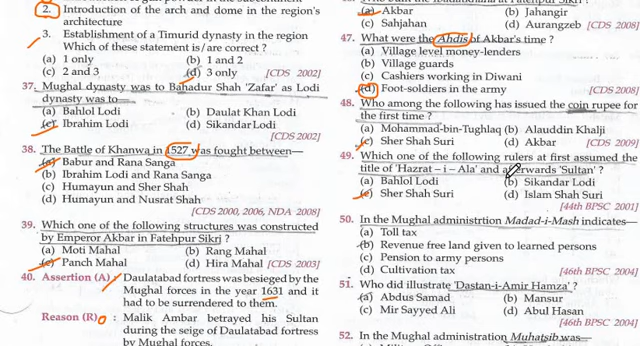 2. Introduction of the arch and dome in the region's
architecture
3. Establishment of a Timurid dynasty in the region
Which of these statement is/are correct ?
(a) 1 only (b) 1 and 2
(c) 2 and 3 (d) 3 only [CDS 2002]
37. Mughal dynasty was to Bahadur Shah 'Zafar' as Lodi
dynasty was to—
(a) Bahlol Lodi (b) Daulat Khan Lodi
(c) Ibrahim Lodi (d) Sikandar Lodi
[CDS 2002]
38. The Battle of Khanwa in 1527 was fought between—
(a) Babur and Rana Sanga
(b) Ibrahim Lodi and Rana Sanga
(c) Humayun and Sher Shah
(d) Humayun and Nusrat Shah
[CDS 2000, 2006, NDA 2008]
39. Which one of the following structures was constructed
by Emperor Akbar in Fatehpur Sikri ?
(a) Moti Mahal (b) Rang Mahal
(c) Panch Mahal (d) Hira Mahal [CDS 2003]
40. Assertion (A) : Daulatabad fortress was besieged by the
Mughal forces in the year 1631 and it
had to be surrendered to them.
Reason (R) : Malik Ambar betrayed his Sultan
during the seige of Daulatabad fortress
by Mughal forces.
(a) Akbar (b) Jahangir
(c) Sahjahan (d) Aurangzeb [CDS 2008]
47. What were the Ahdis of Akbar's time ?
(a) Village level money-lenders
(b) Village guards
(c) Cashiers working in Diwani
(d) Foot-soldiers in the army [CDS 2008]
48. Who among the following has issued the coin rupee for
the first time ?
(a) Mohammad-bin-Tughlaq (b) Alauddin Khalji
(c) Sher Shah Suri (d) Akbar [CDS 2009]
49. Which one of the following rulers at first assumed the
title of 'Hazrat – i – Ala' and afterwards 'Sultan' ?
(a) Bahlol Lodi (b) Sikandar Lodi
(c) Sher Shah Suri (d) Islam Shah Suri
[44th BPSC 2001]
50. In the Mughal administrtion Madad-i-Mash indicates—
(a) Toll tax
(b) Revenue free land given to learned persons
(c) Pension to army persons
(d) Cultivation tax [46th BPSC 2004]
51. Who did illustrate 'Dastan-i-Amir Hamza' ?
(a) Abdus Samad (b) Mansur
(c) Mir Sayyed Ali (d) Abul Hasan
[46th BPSC 2004]
52. In the Mughal administration Muhatsib was—